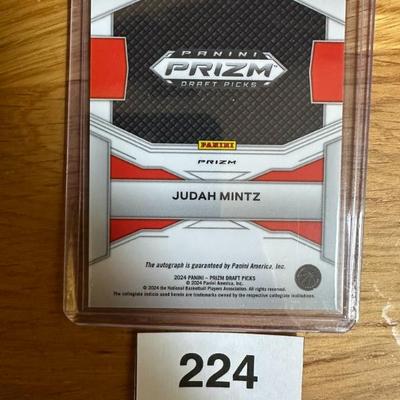 PANINI
PRIZM
DRAFT PICKS
PANINI
PRIZM
JUDAH MINTZ
The autograph is guaranteed by Panini America, Inc.
2024 PANINI – PRIZM DRAFT PICKS
© 2024 Panini America, Inc.
© 2024 the National Basketball Players Association. All rights reserved.
The collegiate indicia used herein are trademarks owned by the respective collegiate institutions.
224